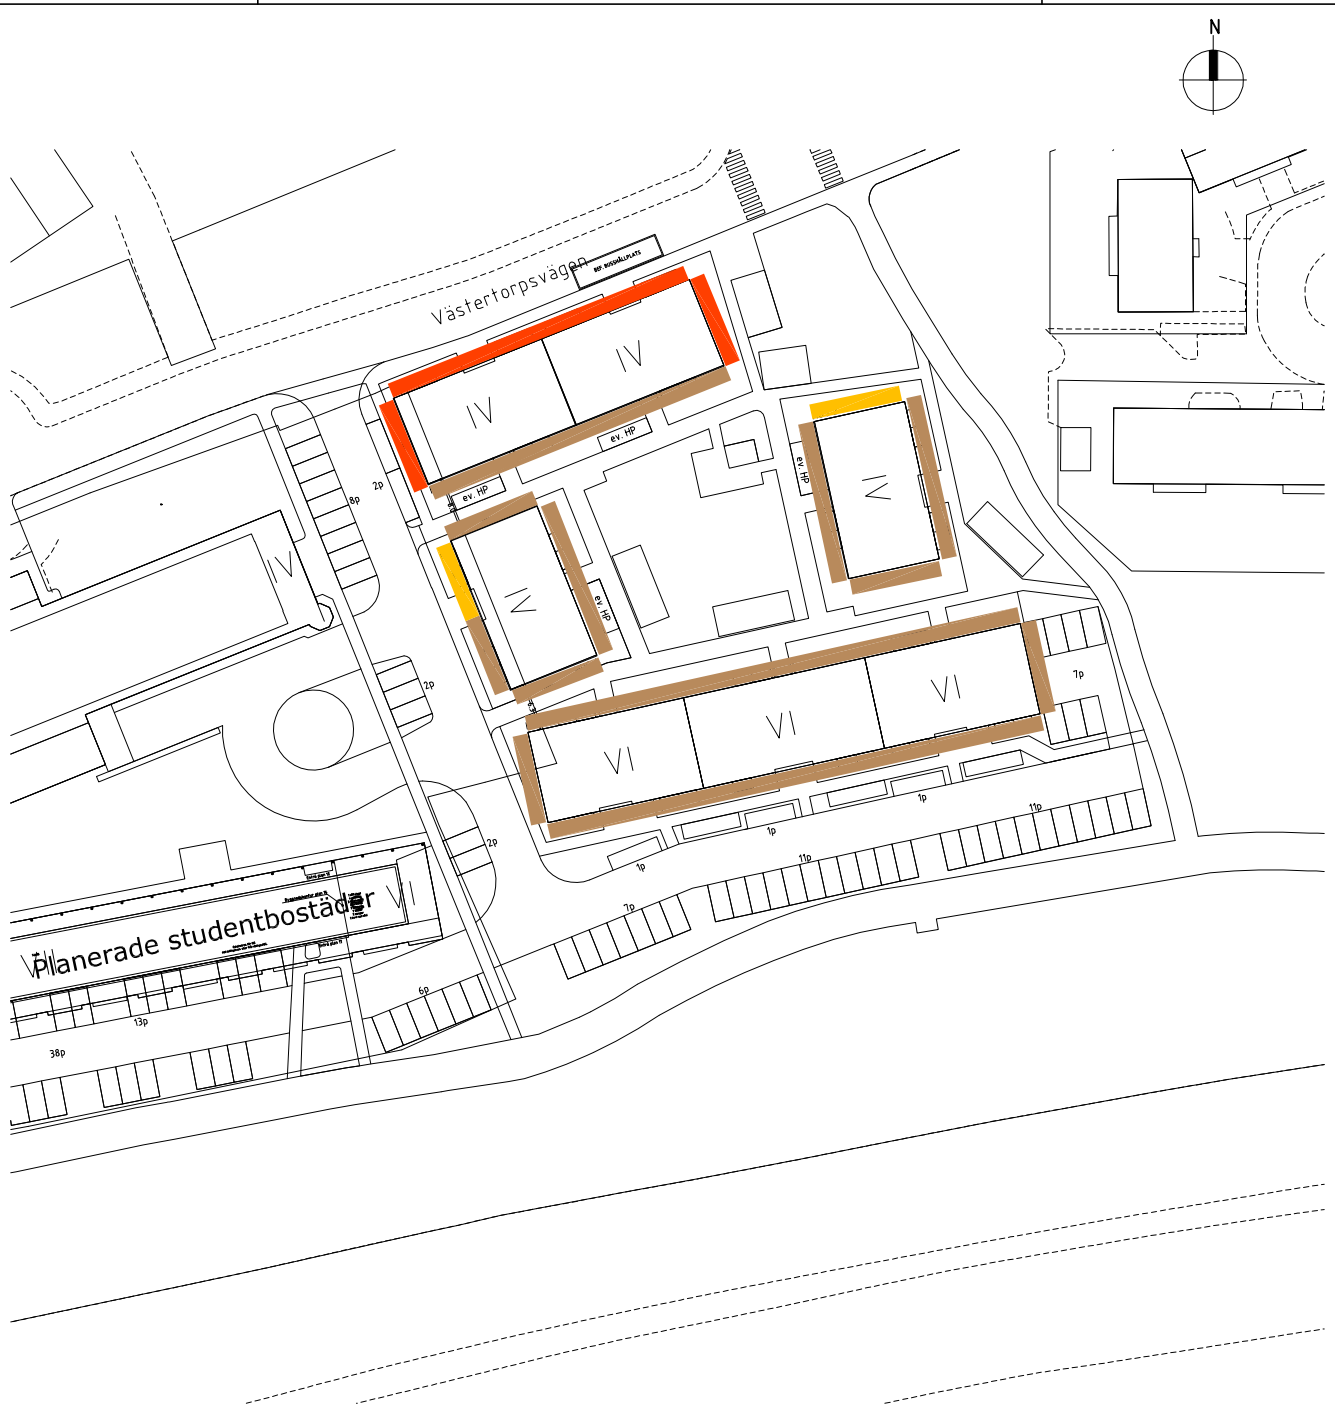 N
Västertorpsvägen
BEF. BUSSHÅLLPLATS
IV
IV
ev. HP
ev. HP
ev. HP
ev. HP
8p
2p
IV
IV
IV
2p
7p
VI
VI
VI
2p
1p
1p
1p
11p
11p
7p
VI
VII
Planerade studentbostäder
6p
13p
38p